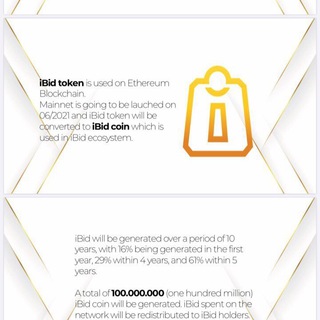 iBid token is used on Ethereum
Blockchain.
Mainnet is going to be lauched on
06/2021 and iBid token will be
converted to iBid coin which is
used in iBid ecosystem.
iBid will be generated over a period of 10
years, with 16% being generated in the first
year, 29% within 4 years, and 61% within 5
years.
A total of 100.000.000 (one hundred million)
iBid coin will be generated. iBid spent on the
network will be redistributed to iBid holders.